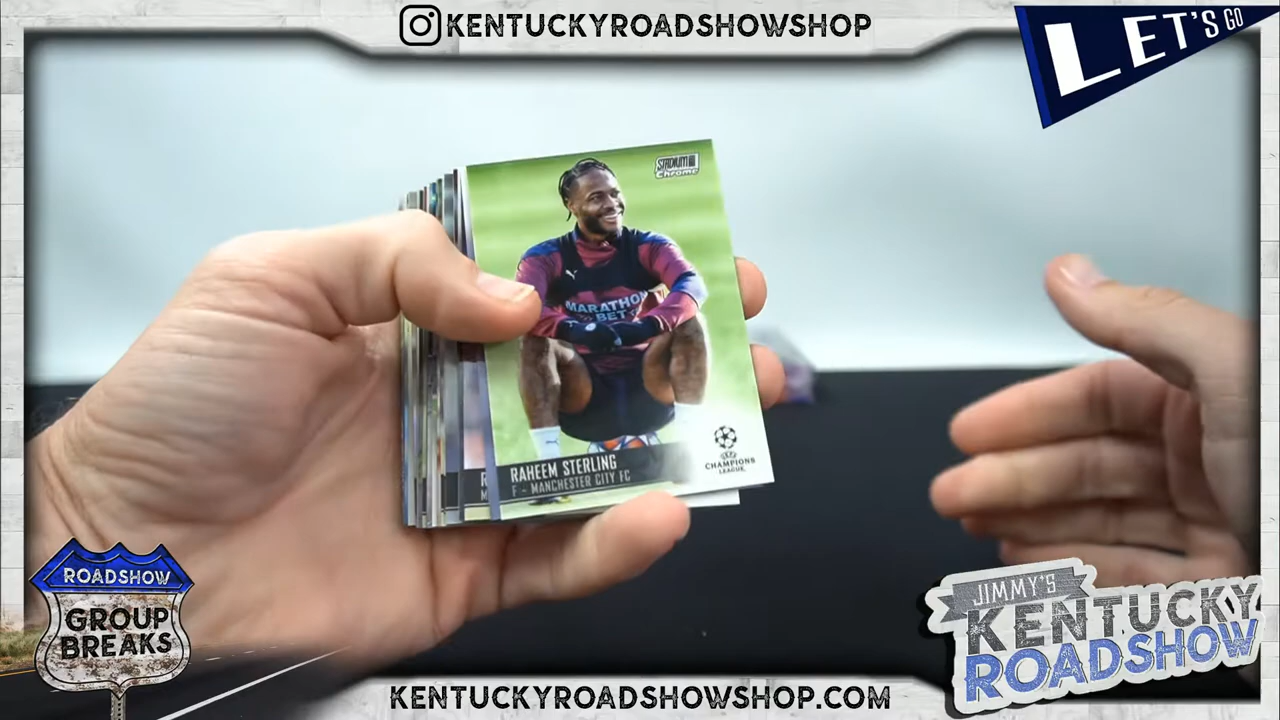 KENTUCKYROADSHOWSHOP
LET'S GO
STADIUM
Chrome
MARATHON
BET
RAHEEM STERLING
F - MANCHESTER CITY FC
UEFA
CHAMPIONS
LEAGUE
R
M
ROADSHOW
GROUP
BREAKS
JIMMY'S
KENTUCKY
ROADSHOW
KENTUCKYROADSHOWSHOP.COM